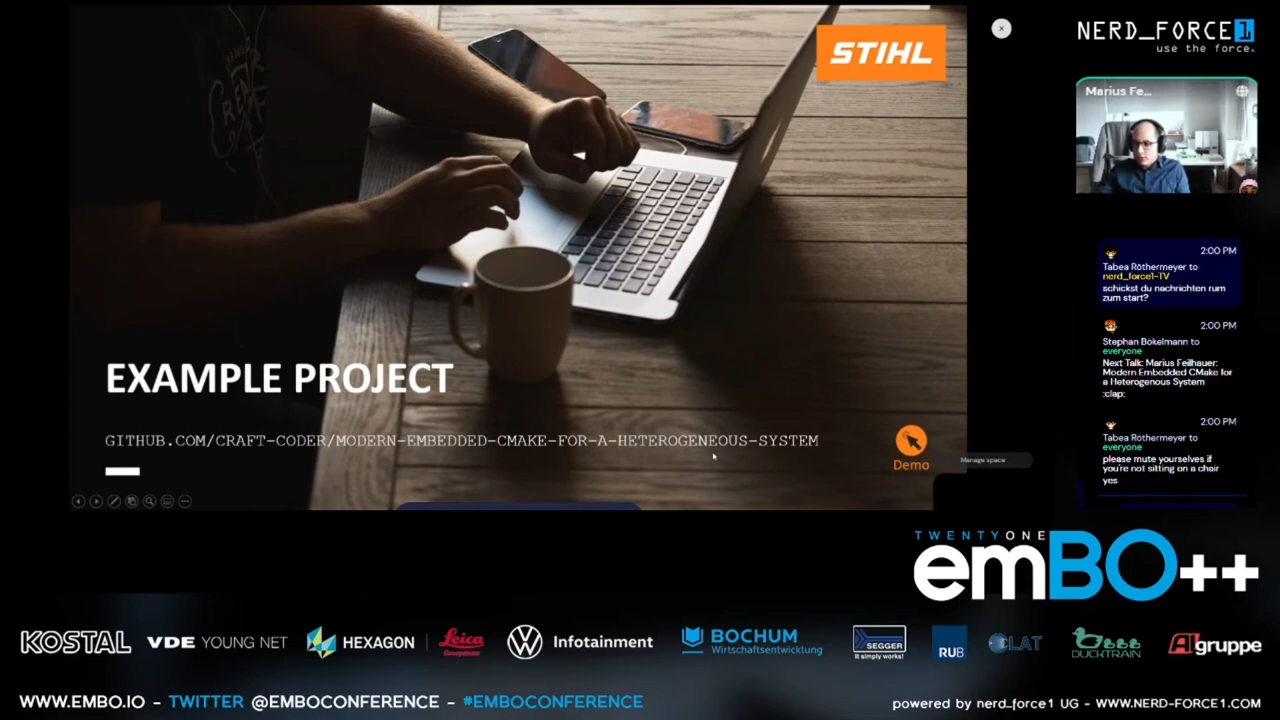 STIHL
EXAMPLE PROJECT
GITHUB.COM/CRAFT-CODER/MODERN-EMBEDDED-CMAKE-FOR-A-HETEROGENEOUS-SYSTEM
Demo
Manage space
NERD_FORCE1
use the force.
Marius Fe...
2:00 PM
Tabea Röthermeyer to
nerd_force1-TV
schickst du nachrichten rum
zum start?
2:00 PM
Stephan Bökelmann to
everyone
Next Talk: Marius Feilhauer:
Modern Embedded CMake for
a Heterogenous System
:clap:
2:00 PM
Tabea Röthermeyer to
everyone
please mute yourselves if
you're not sitting on a chair
yes
TWENTYONE
emBO++
KOSTAL
VDE YOUNG NET
HEXAGON
Leica
Geosystems
Infotainment
BOCHUM
Wirtschaftsentwicklung
SEGGER
It simply works!
RUB
LAT
DUCKTRAIN
AIgruppe
WWW.EMBO.IO - TWITTER @EMBOCONFERENCE - #EMBOCONFERENCE
powered by nerd_force1 UG - WWW.NERD-FORCE1.COM